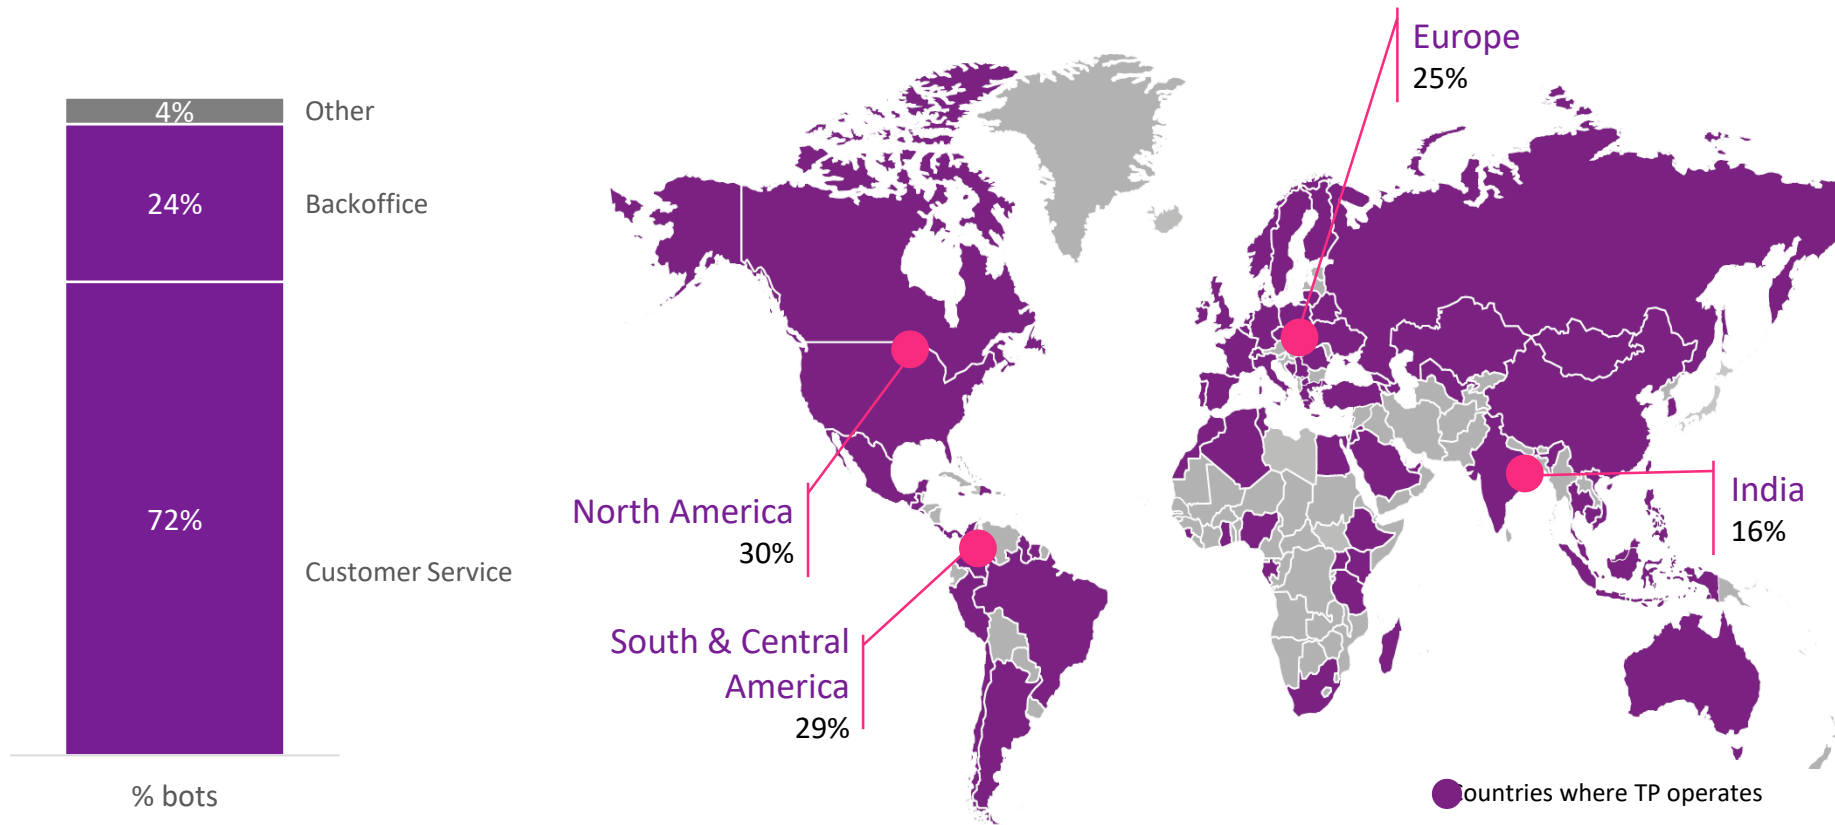 4%
Other
24%
Backoffice
72%
Customer Service
% bots
Europe
25%
North America
30%
South & Central
America
29%
India
16%
ountries where TP operates